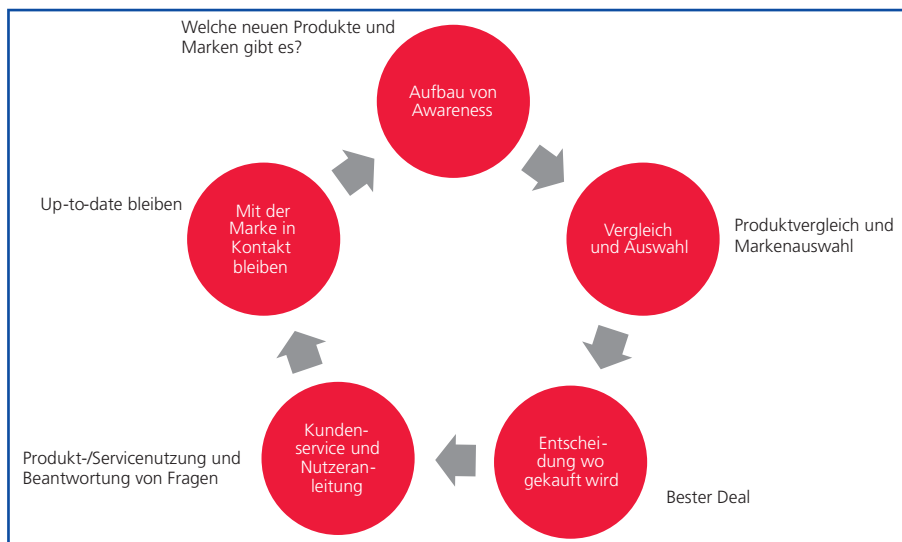 Welche neuen Produkte und
Marken gibt es?
Aufbau von
Awareness
Vergleich
und Auswahl
Produktvergleich und
Markenauswahl
Entschei-
dung wo
gekauft wird
Bester Deal
Kunden-
service und
Nutzeran-
leitung
Produkt-/Servicenutzung und
Beantwortung von Fragen
Mit der
Marke in
Kontakt
bleiben
Up-to-date bleiben